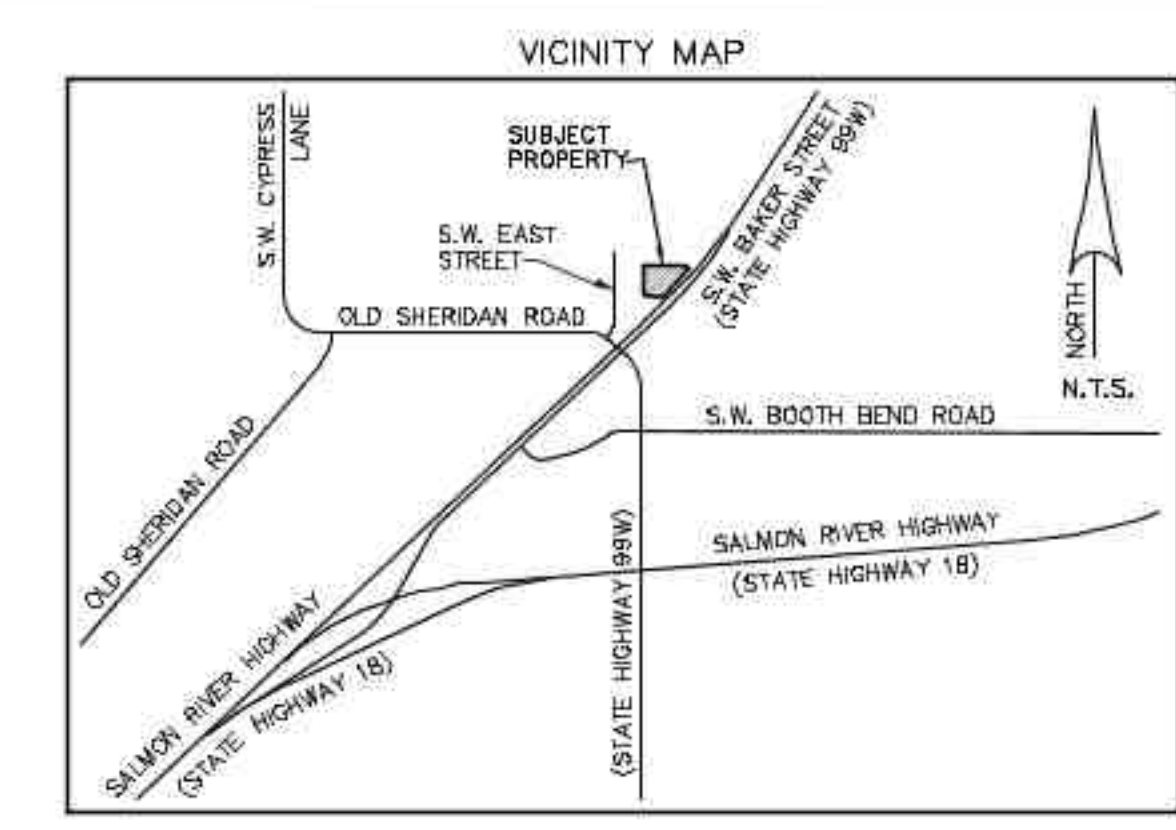 VICINITY MAP
S.W. CYPRESS
LANE
SUBJECT
PROPERTY
S.W. BAKER STREET
(STATE HIGHWAY 99W)
S.W. EAST
STREET
OLD SHERIDAN ROAD
NORTH
N.T.S.
S.W. BOOTH BEND ROAD
OLD SHERIDAN ROAD
SALMON RIVER HIGHWAY
(STATE HIGHWAY 18)
(STATE HIGHWAY 99W)
SALMON RIVER HIGHWAY
(STATE HIGHWAY 18)